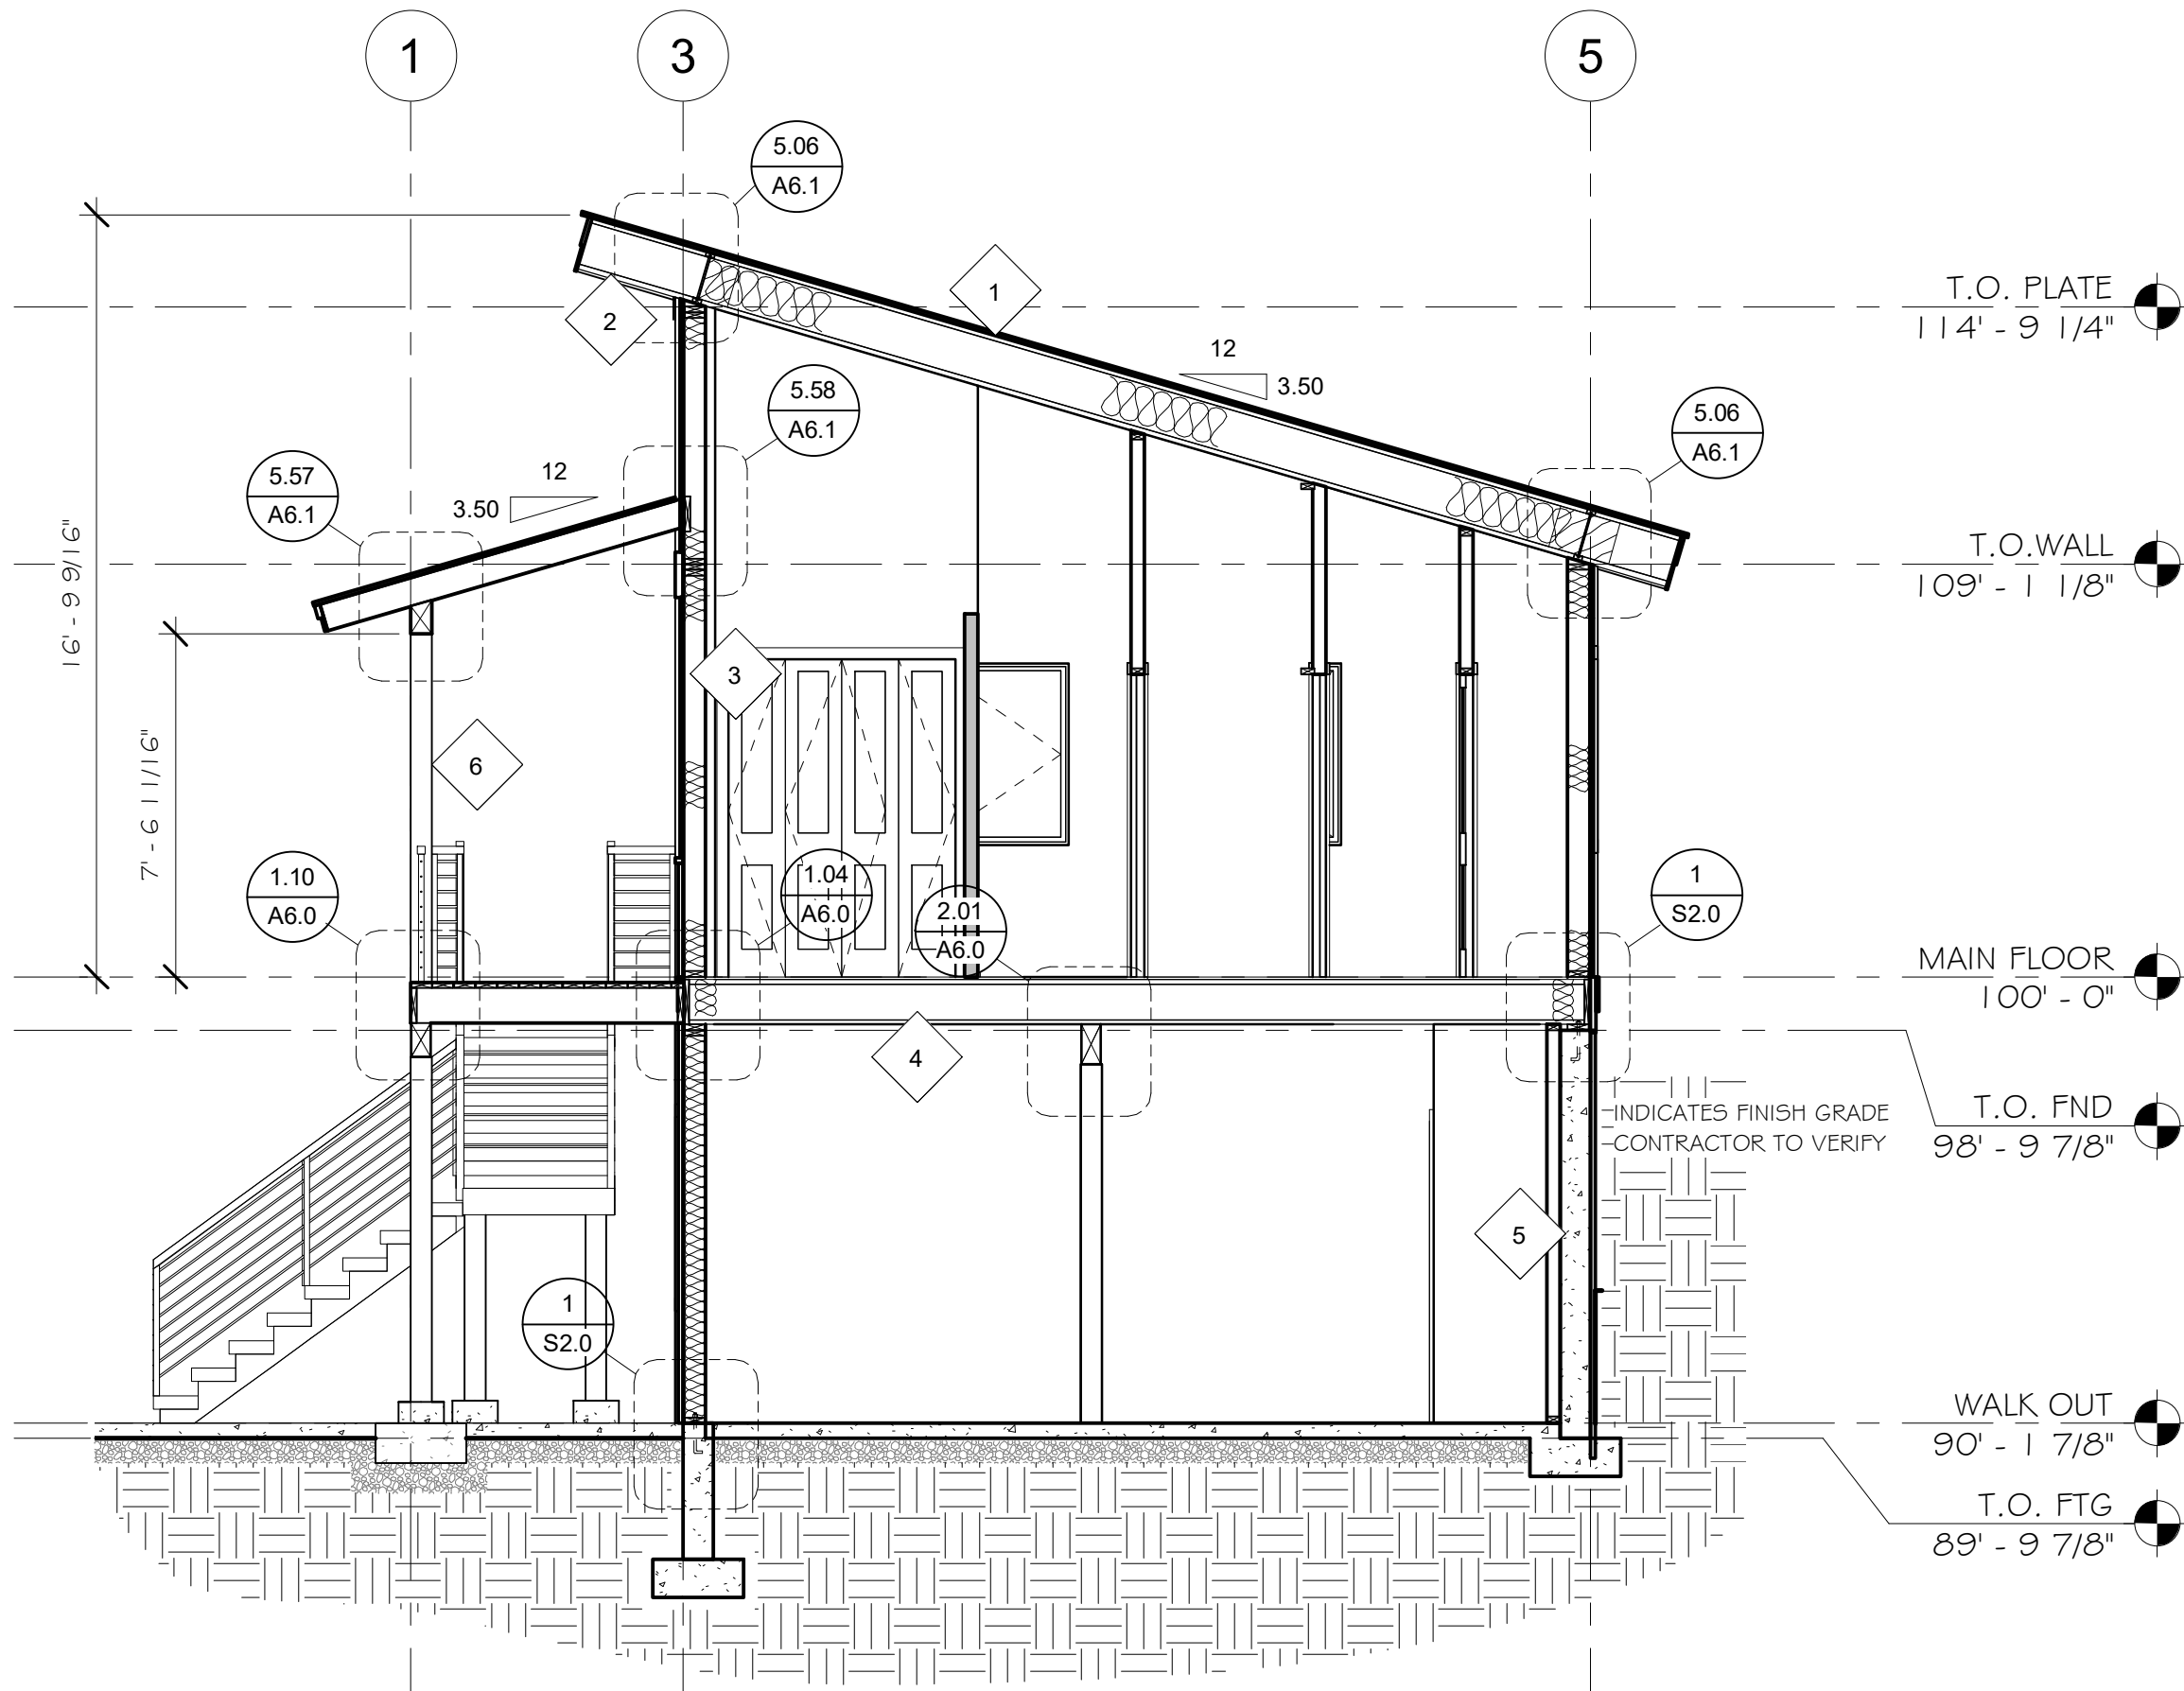 1
3
5
5.06
A6.1
1
2
T.O. PLATE
114' - 9 1/4"
12
3.50
5.58
A6.1
5.06
A6.1
5.57
A6.1
12
3.50
16' - 9 9/16"
T.O.WALL
109' - 1 1/8"
3
7' - 6 11/16"
6
1.10
A6.0
1.04
A6.0
2.01
A6.0
1
S2.0
MAIN FLOOR
100' - 0"
4
INDICATES FINISH GRADE
CONTRACTOR TO VERIFY
T.O. FND
98' - 9 7/8"
5
1
S2.0
WALK OUT
90' - 1 7/8"
T.O. FTG
89' - 9 7/8"